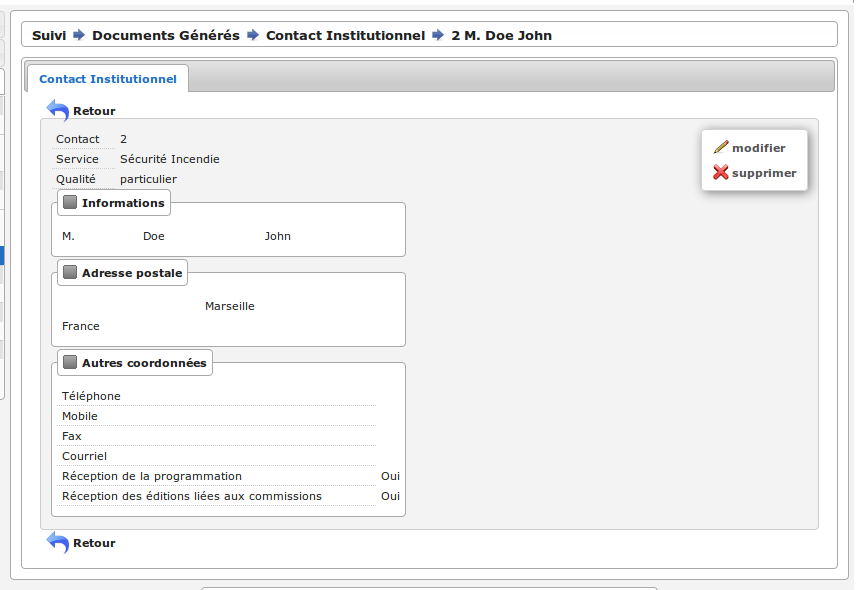 Suivi Documents Générés Contact Institutionnel 2 M. Doe John
Contact Institutionnel
Retour
Contact 2
Service Sécurité Incendie
Qualité particulier
modifier
supprimer
Informations
M. Doe John
Adresse postale
Marseille
France
Autres coordonnées
Téléphone
Mobile
Fax
Courriel
Réception de la programmation Oui
Réception des éditions liées aux commissions Oui
Retour